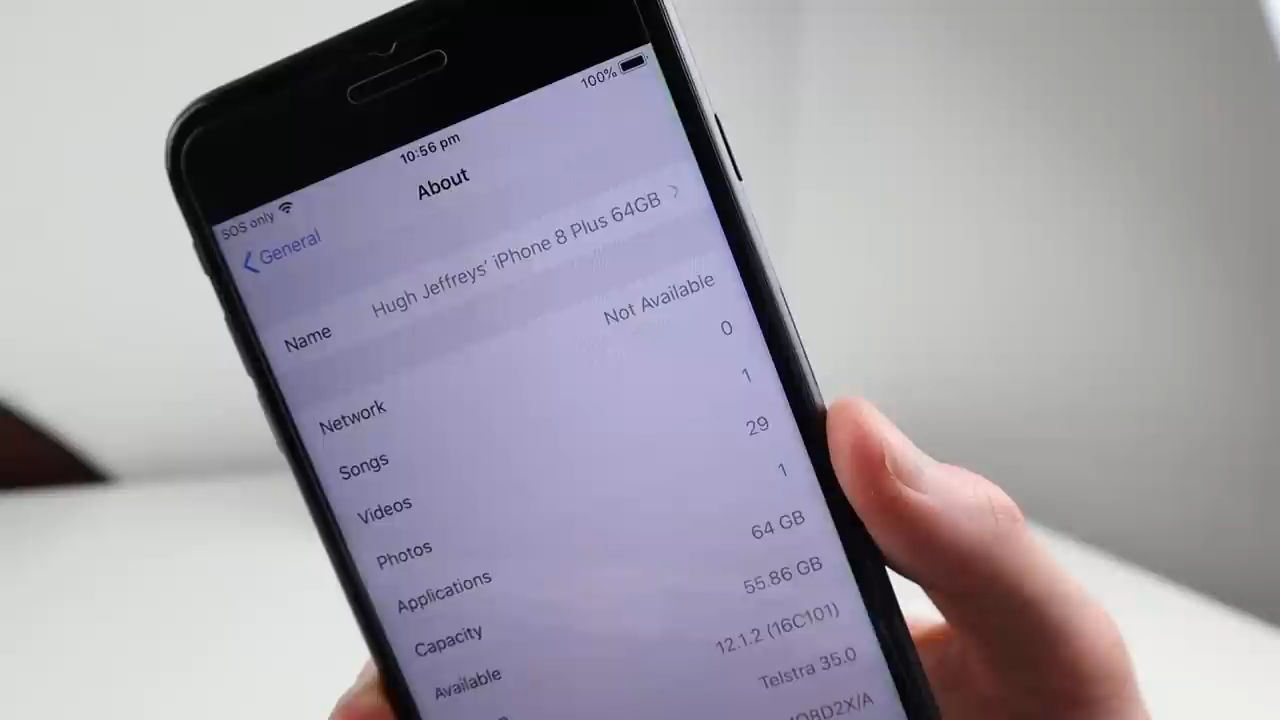 SOS only 10:56 pm 100%
General About
Name Hugh Jeffreys' iPhone 8 Plus 64GB
Network Not Available
Songs 0
Videos 1
Photos 29
Applications 1
Capacity 64 GB
Available 55.86 GB
12.1.2 (16C101)
Telstra 35.0